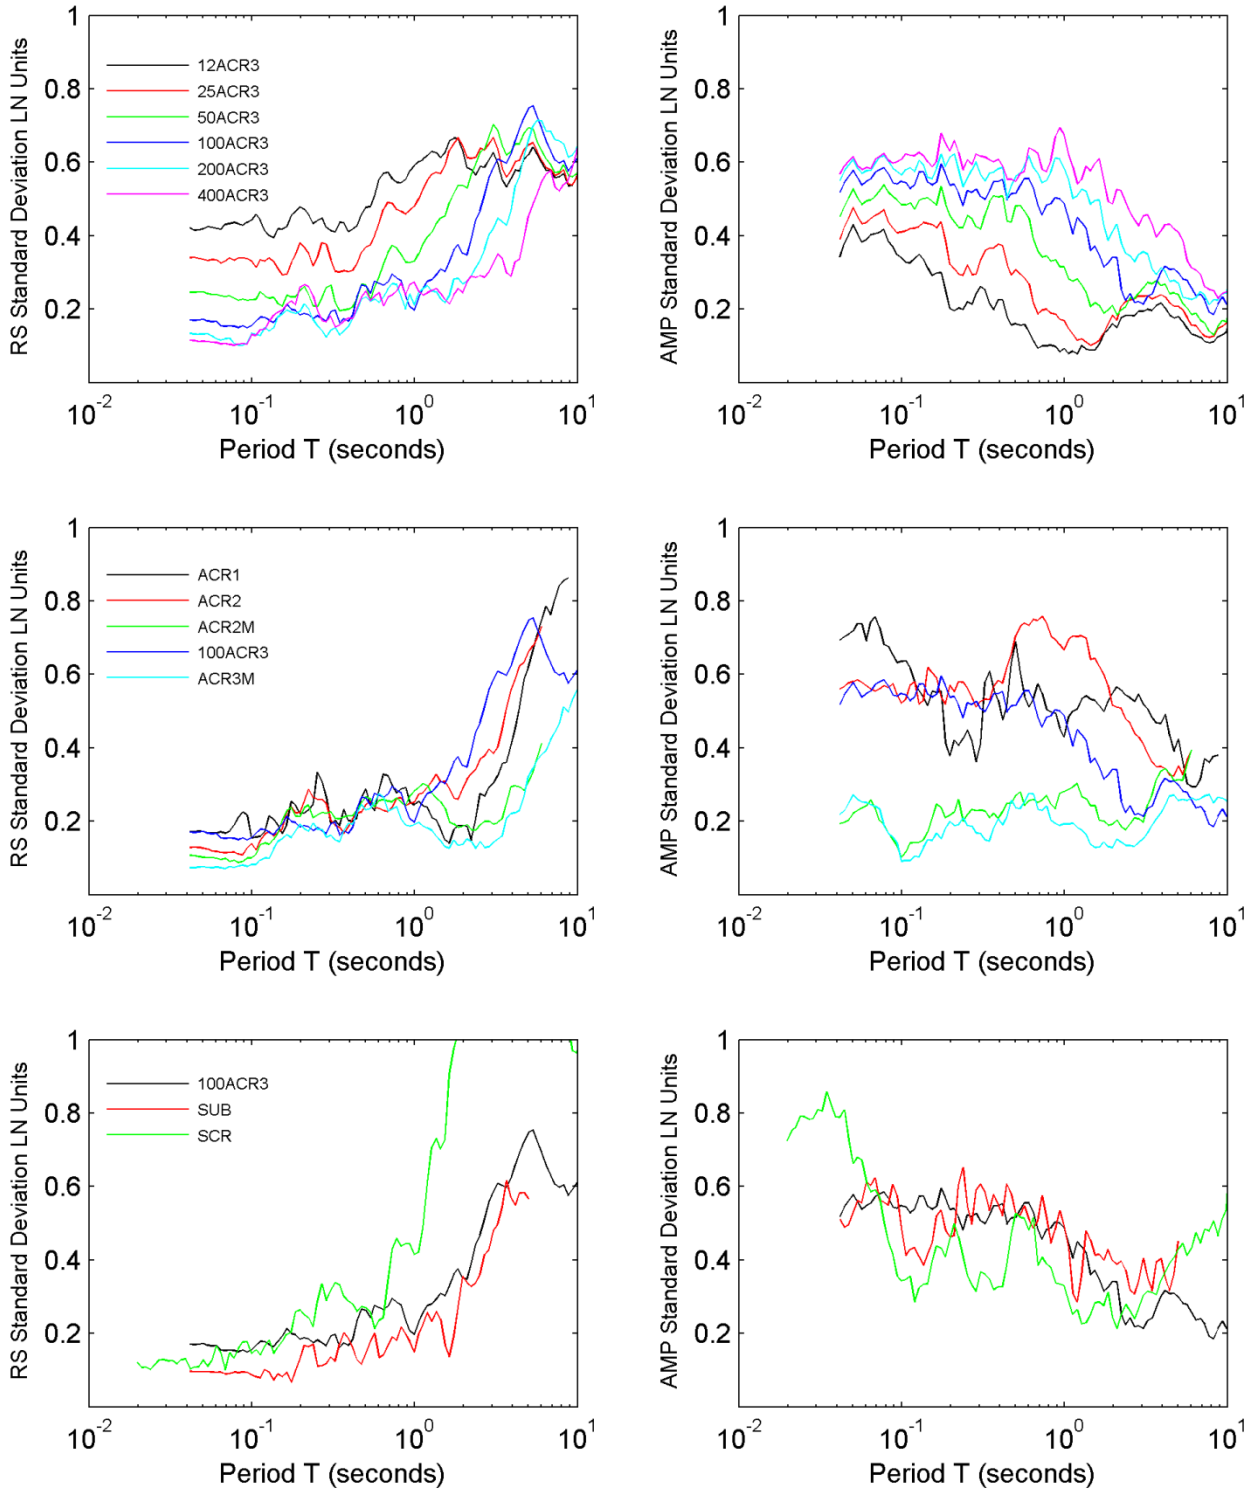 RS Standard Deviation LN Units
1
0.8
0.6
0.4
0.2
12ACR3
25ACR3
50ACR3
100ACR3
200ACR3
400ACR3
10-2
10-1
100
101
Period T (seconds)
AMP Standard Deviation LN Units
1
0.8
0.6
0.4
0.2
10-2
10-1
100
101
Period T (seconds)
RS Standard Deviation LN Units
1
0.8
0.6
0.4
0.2
ACR1
ACR2
ACR2M
100ACR3
ACR3M
10-2
10-1
100
101
Period T (seconds)
AMP Standard Deviation LN Units
1
0.8
0.6
0.4
0.2
10-2
10-1
100
101
Period T (seconds)
RS Standard Deviation LN Units
1
0.8
0.6
0.4
0.2
100ACR3
SUB
SCR
10-2
10-1
100
101
Period T (seconds)
AMP Standard Deviation LN Units
1
0.8
0.6
0.4
0.2
10-2
10-1
100
101
Period T (seconds)